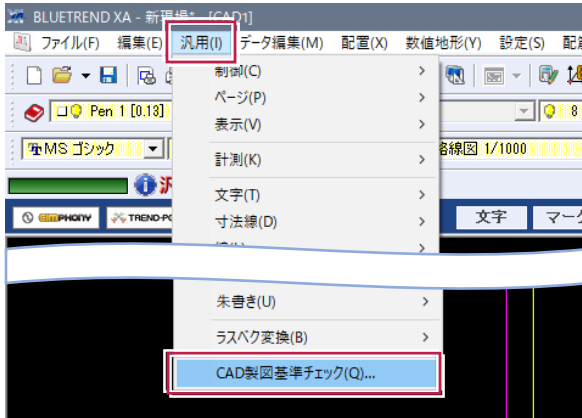 BLUETREND XA - 新現場* - [CAD1]
ファイル(F) 編集(E) 汎用(I) データ編集(M) 配置(X) 数値地形(Y) 設定(S)
制御(C)
ページ(P)
Pen 1 [0.13] 8
表示(V)
MS ゴシック 路線図 1/1000
計測(K)
文字(T)
寸法線(D)
TREND-PO 文字 マーク
朱書き(U)
ラスベク変換(B)
CAD製図基準チェック(Q)...